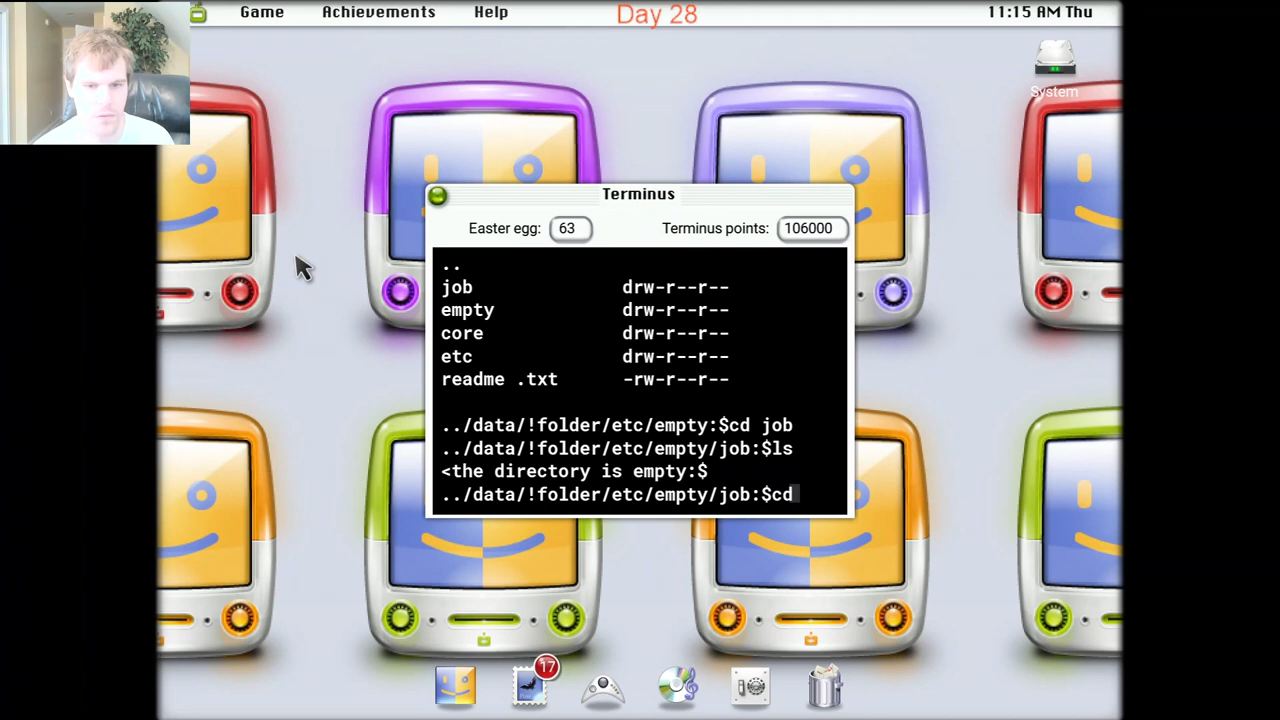 Game Achievements Help Day 28 11:15 AM Thu
System
Terminus
Easter egg: 63 Terminus points: 106000
..
job drw-r--r--
empty drw-r--r--
core drw-r--r--
etc drw-r--r--
readme .txt -rw-r--r--
../data/!folder/etc/empty:$cd job
../data/!folder/etc/empty/job:$ls
<the directory is empty:$
../data/!folder/etc/empty/job:$cd
17